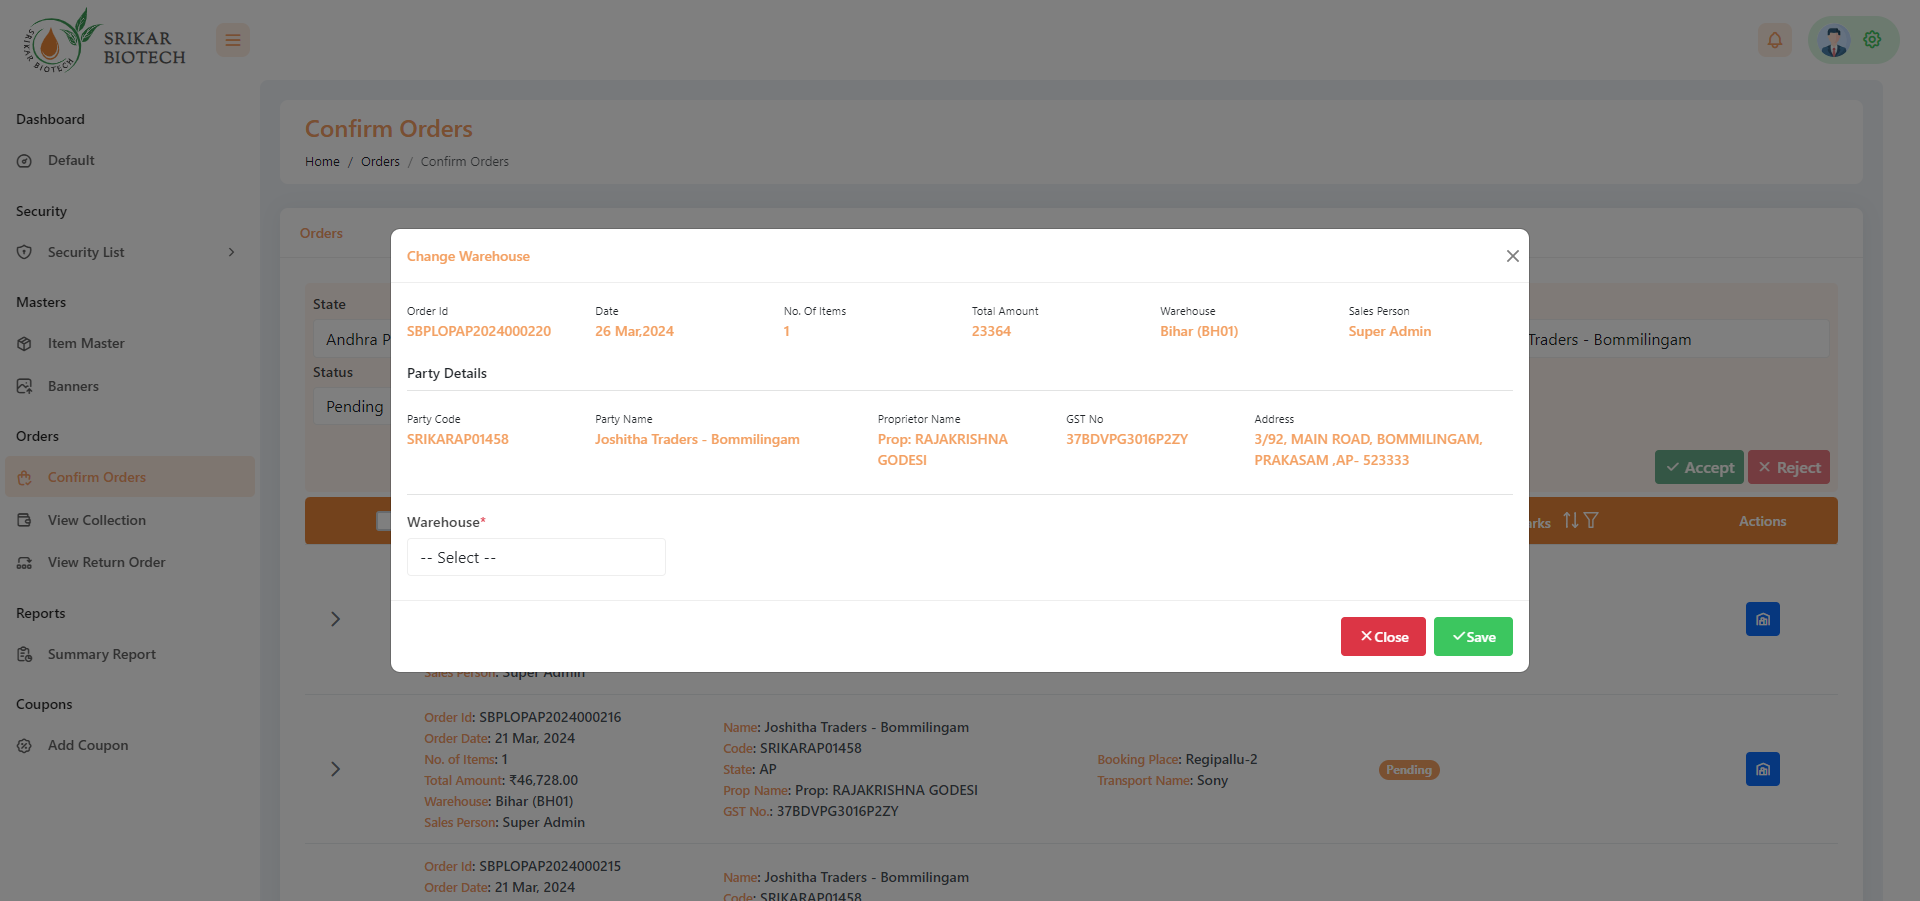 SRIKAR
BIOTECH
SRIKAR BIOTECH
Dashboard
Default
Security
Security List
Masters
Item Master
Banners
Orders
Confirm Orders
View Collection
View Return Order
Reports
Summary Report
Coupons
Add Coupon
Confirm Orders
Home / Orders / Confirm Orders
Orders
State
Andhra P
Traders - Bommilingam
Status
Pending
Accept
Reject
Actions
Change Warehouse
Order Id Date No. Of Items Total Amount Warehouse Sales Person
SBPLOPAP2024000220 26 Mar,2024 1 23364 Bihar (BH01) Super Admin
Party Details
Party Code Party Name Proprietor Name GST No Address
SRIKARAP01458 Joshitha Traders - Bommilingam Prop: RAJAKRISHNA 37BDVPG3016P2ZY 3/92, MAIN ROAD, BOMMILINGAM,
GODESI PRAKASAM ,AP- 523333
Warehouse*
-- Select --
Close
Save
Sales Person: Super Admin
Order Id: SBPLOPAP2024000216
Order Date: 21 Mar, 2024
No. of Items: 1
Total Amount: ₹46,728.00
Warehouse: Bihar (BH01)
Sales Person: Super Admin
Name: Joshitha Traders - Bommilingam
Code: SRIKARAP01458
State: AP
Prop Name: Prop: RAJAKRISHNA GODESI
GST No.: 37BDVPG3016P2ZY
Booking Place: Regipallu-2
Transport Name: Sony
Pending
Order Id: SBPLOPAP2024000215
Order Date: 21 Mar, 2024
Name: Joshitha Traders - Bommilingam
Code: SRIKARAP01458